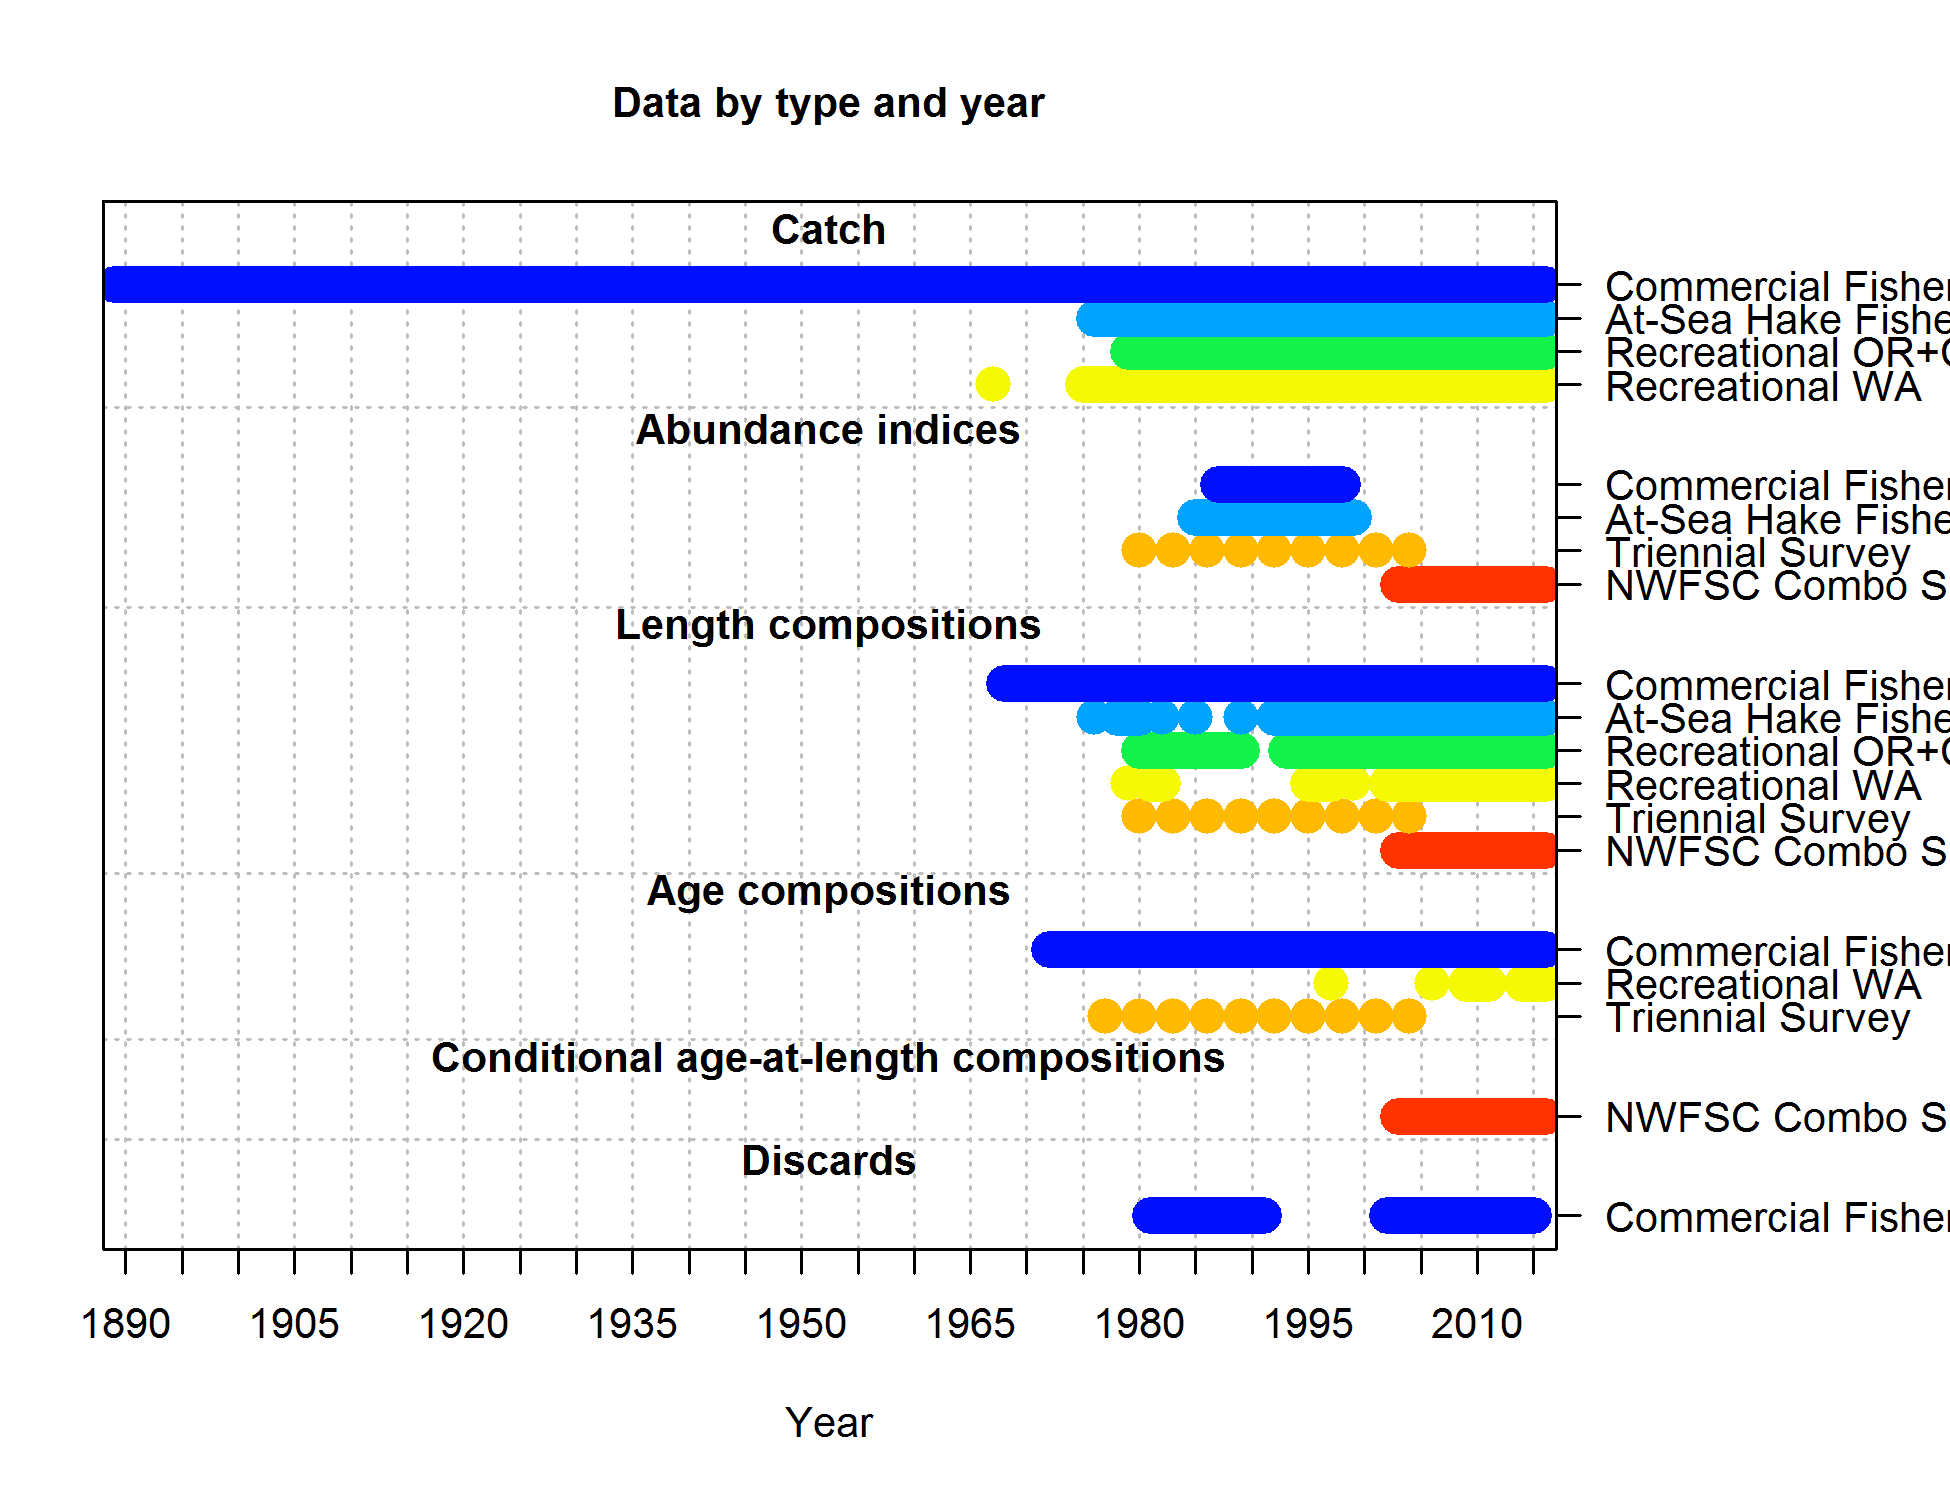 Data by type and year
Catch
Commercial Fisher
At-Sea Hake Fishe
Recreational OR+C
Recreational WA
Abundance indices
Commercial Fisher
At-Sea Hake Fishe
Triennial Survey
NWFSC Combo S
Length compositions
Commercial Fisher
At-Sea Hake Fishe
Recreational OR+C
Recreational WA
Triennial Survey
NWFSC Combo S
Age compositions
Commercial Fisher
Recreational WA
Triennial Survey
Conditional age-at-length compositions
NWFSC Combo S
Discards
Commercial Fisher
1890 1905 1920 1935 1950 1965 1980 1995 2010
Year